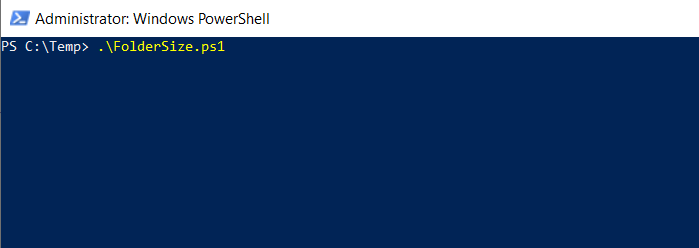 Administrator: Windows PowerShell
PS C:\Temp> .\FolderSize.ps1